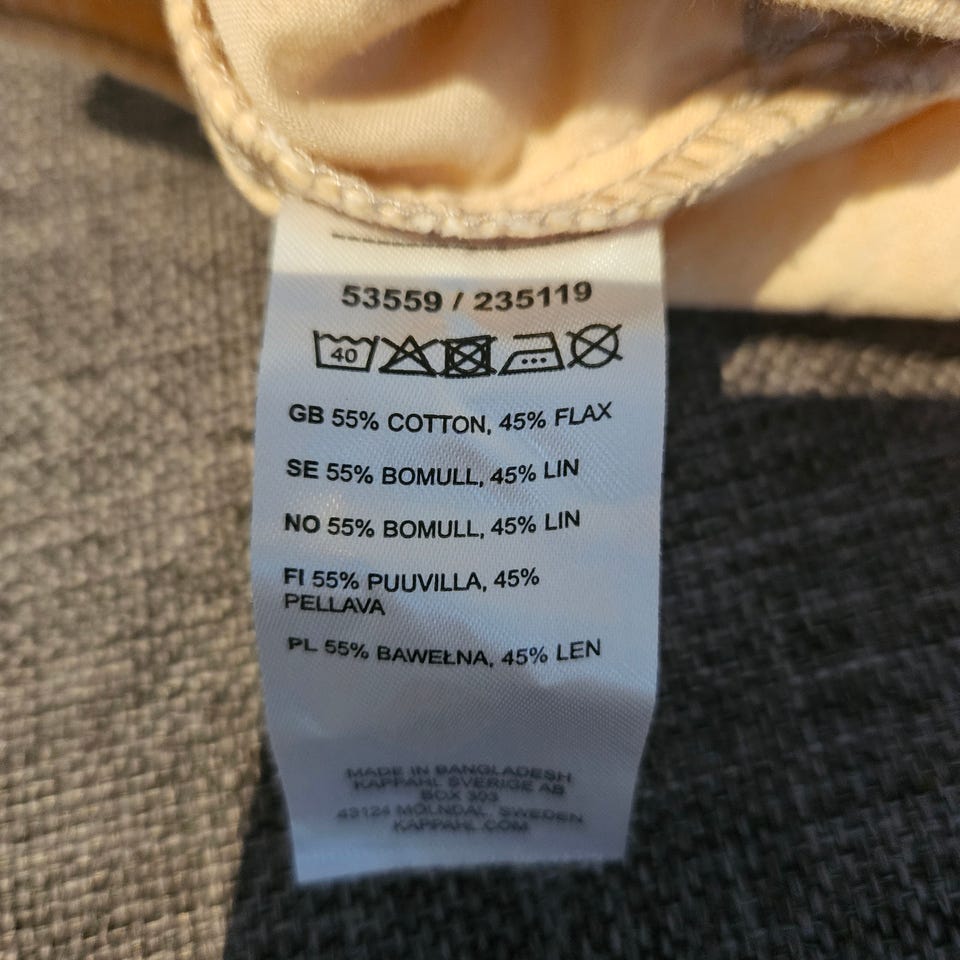 53559 / 235119
40
GB 55% COTTON, 45% FLAX
SE 55% BOMULL, 45% LIN
NO 55% BOMULL, 45% LIN
FI 55% PUUVILLA, 45%
PELLAVA
PL 55% BAWEŁNA, 45% LEN
MADE IN BANGLADESH
KAPPAHL SVERIGE AB
BOX 303
43124 MÖLNDAL, SWEDEN
KAPPAHL.COM